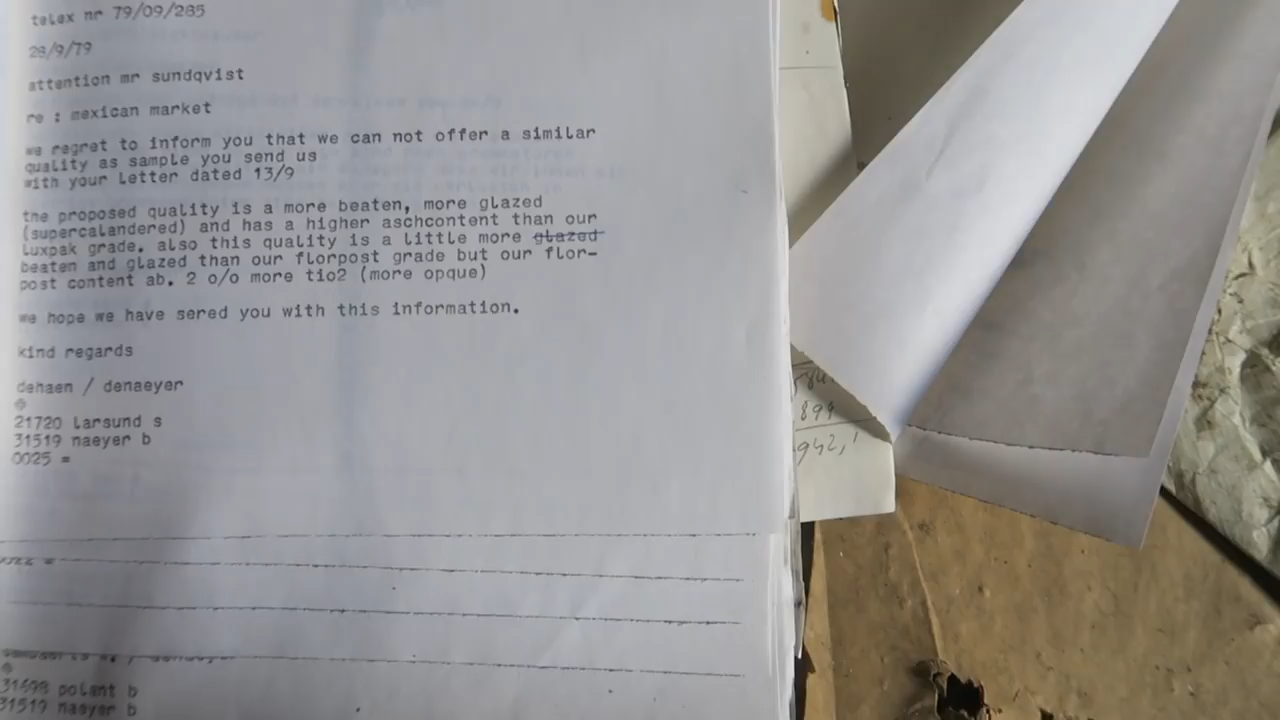 telex nr 79/09/285
28/9/79
attention mr sundqvist
re : mexican market
we regret to inform you that we can not offer a similar
quality as sample you send us
with your letter dated 13/9
the proposed quality is a more beaten, more glazed
(supercalandered) and has a higher aschcontent than our
luxpak grade. also this quality is a little more glazed
beaten and glazed than our florpost grade but our flor-
post content ab. 2 o/o more tio2 (more opque)
we hope we have sered you with this information.
kind regards
dehaen / denaeyer
21720 larsund s
31519 naeyer b
0025 =
899
942,1
31698 polant b
31519 naeyer b